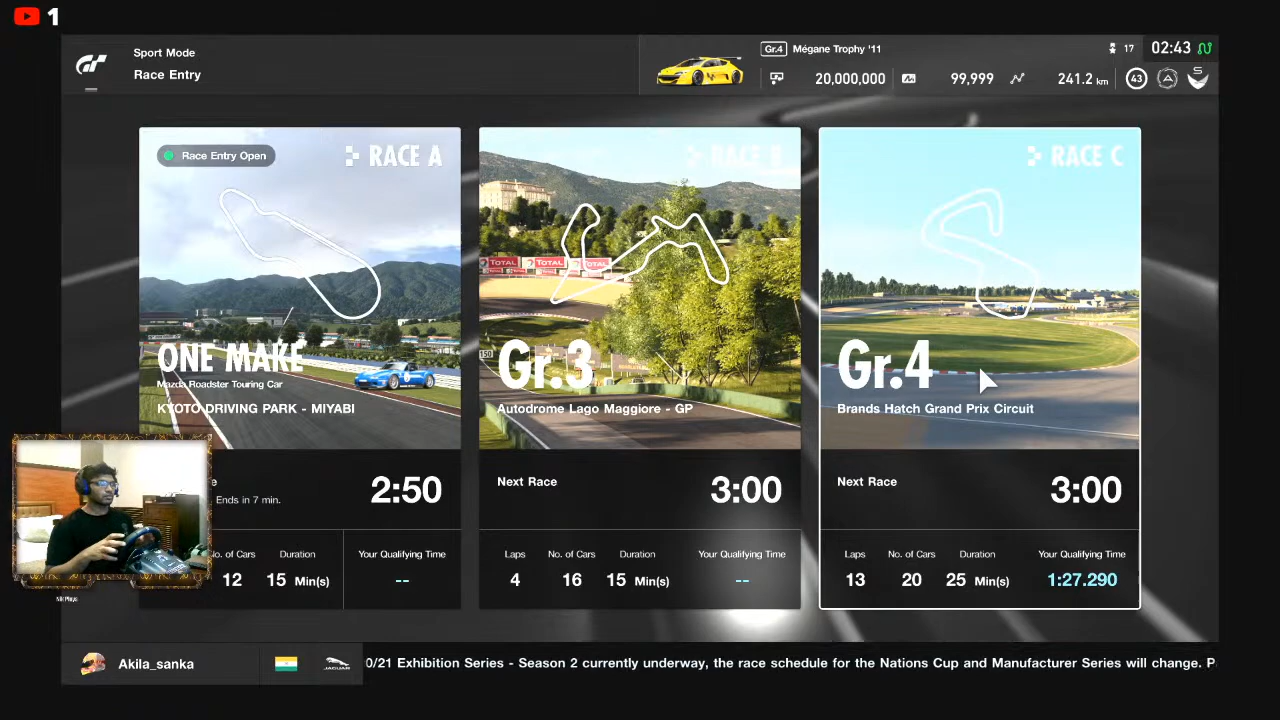 1
Sport Mode
Race Entry
Gr.4 Mégane Trophy '11
17 02:43
20,000,000 99,999 241.2 km 43 A S
Race Entry Open
RACE A
ONE MAKE
Mazda Roadster Touring Car
KYOTO DRIVING PARK - MIYABI
Ends in 7 min.
2:50
No. of Cars Duration Your Qualifying Time
12 15 Min(s) --
RACE B
TOTAL TOTAL TOTAL
150
Gr.3
Autodrome Lago Maggiore - GP
Next Race 3:00
Laps No. of Cars Duration Your Qualifying Time
4 16 15 Min(s) --
RACE C
Gr.4
Brands Hatch Grand Prix Circuit
Next Race 3:00
Laps No. of Cars Duration Your Qualifying Time
13 20 25 Min(s) 1:27.290
Akila_sanka
JAGUAR
0/21 Exhibition Series - Season 2 currently underway, the race schedule for the Nations Cup and Manufacturer Series will change. P